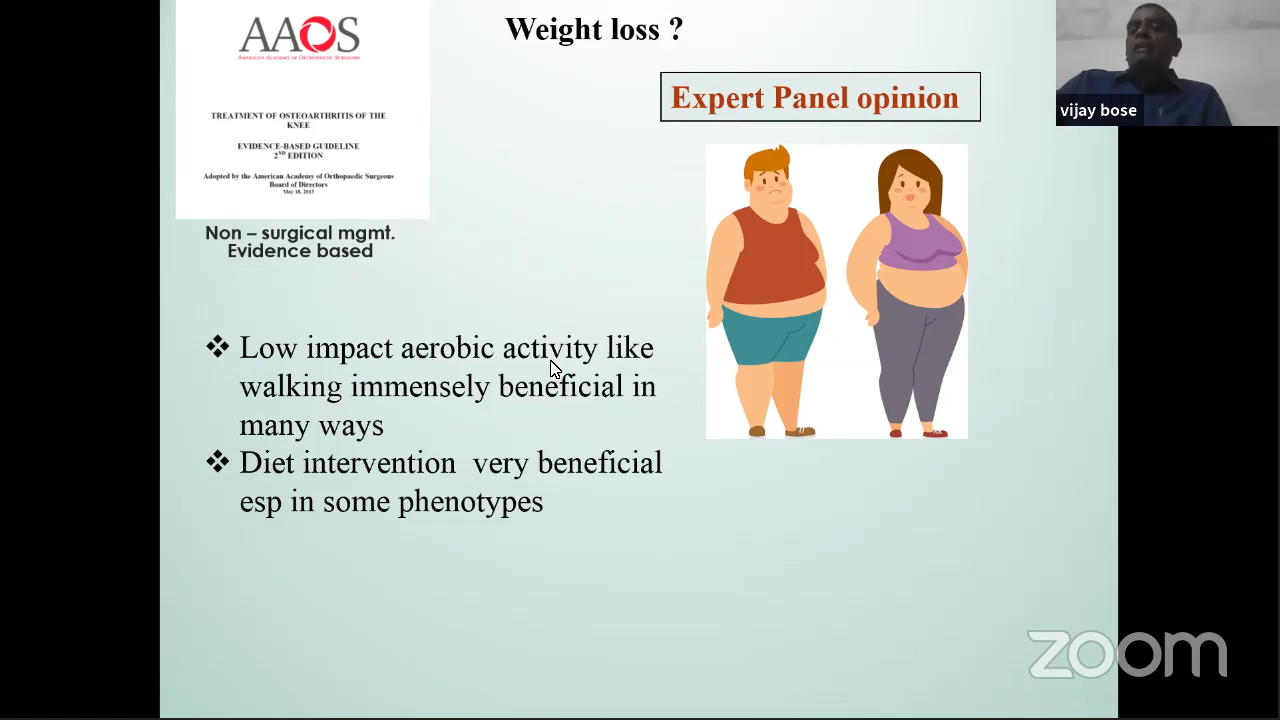 AAOS
AMERICAN ACADEMY OF ORTHOPAEDIC SURGEONS
TREATMENT OF OSTEOARTHRITIS OF THE
KNEE
EVIDENCE-BASED GUIDELINE
2ND EDITION
Adopted by the American Academy of Orthopaedic Surgeons
Board of Directors
May 18, 2013
Non – surgical mgmt.
Evidence based
Weight loss ?
Expert Panel opinion
vijay bose
❖ Low impact aerobic activity like
walking immensely beneficial in
many ways
❖ Diet intervention  very beneficial
esp in some phenotypes
zoom